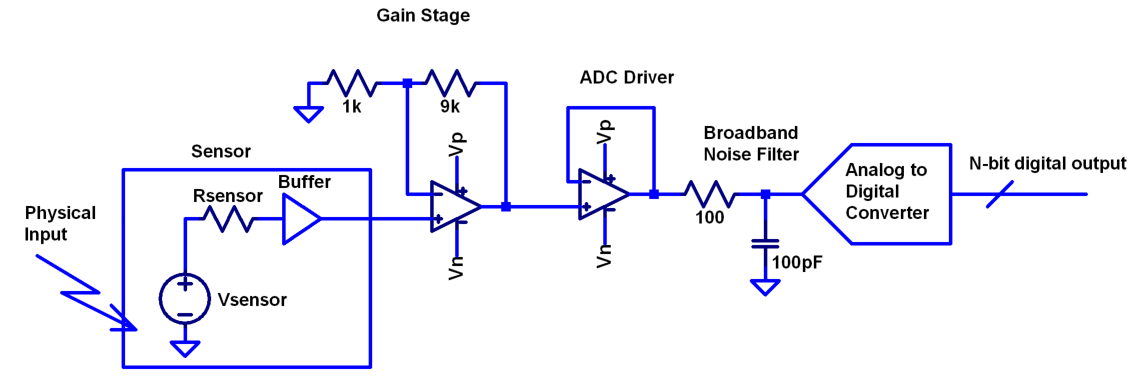 Gain Stage
1k
9k
ADC Driver
Vp
Vn
Vp
Vn
Broadband
Noise Filter
100
100pF
Analog to
Digital
Converter
N-bit digital output
Sensor
Rsensor
Buffer
Vsensor
Physical
Input